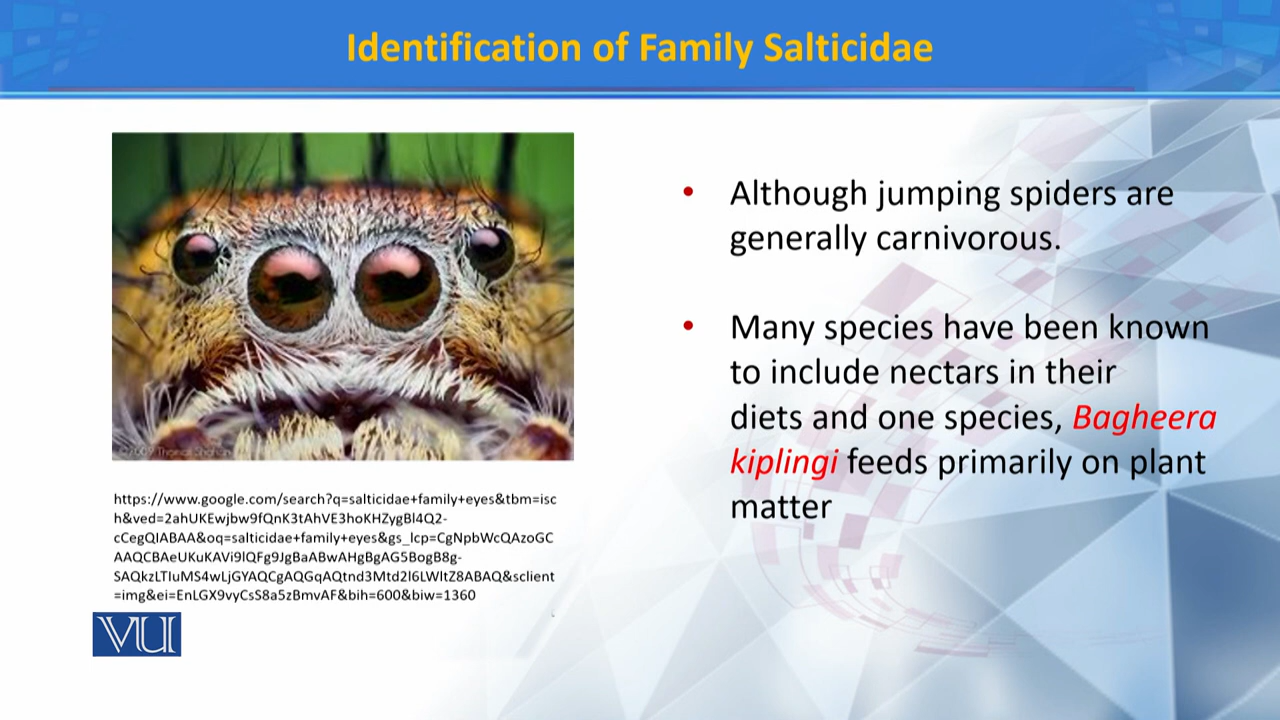 Identification of Family Salticidae
©2009 Thomas Shahan
https://www.google.com/search?q=salticidae+family+eyes&tbm=isc
h&ved=2ahUKEwjbw9fQnK3tAhVE3hoKHZygBl4Q2-
cCegQIABAA&oq=salticidae+family+eyes&gs_lcp=CgNpbWcQAzoGC
AAQCBAeUKuKAVi9lQFg9JgBaABwAHgBgAG5BogB8g-
SAQkzLTIuMS4wLjGYAQCgAQGqAQtnd3Mtd2l6LWltZ8ABAQ&sclient
=img&ei=EnLGX9vyCsS8a5zBmvAF&bih=600&biw=1360
VU
• Although jumping spiders are
generally carnivorous.
• Many species have been known
to include nectars in their
diets and one species, Bagheera
kiplingi feeds primarily on plant
matter